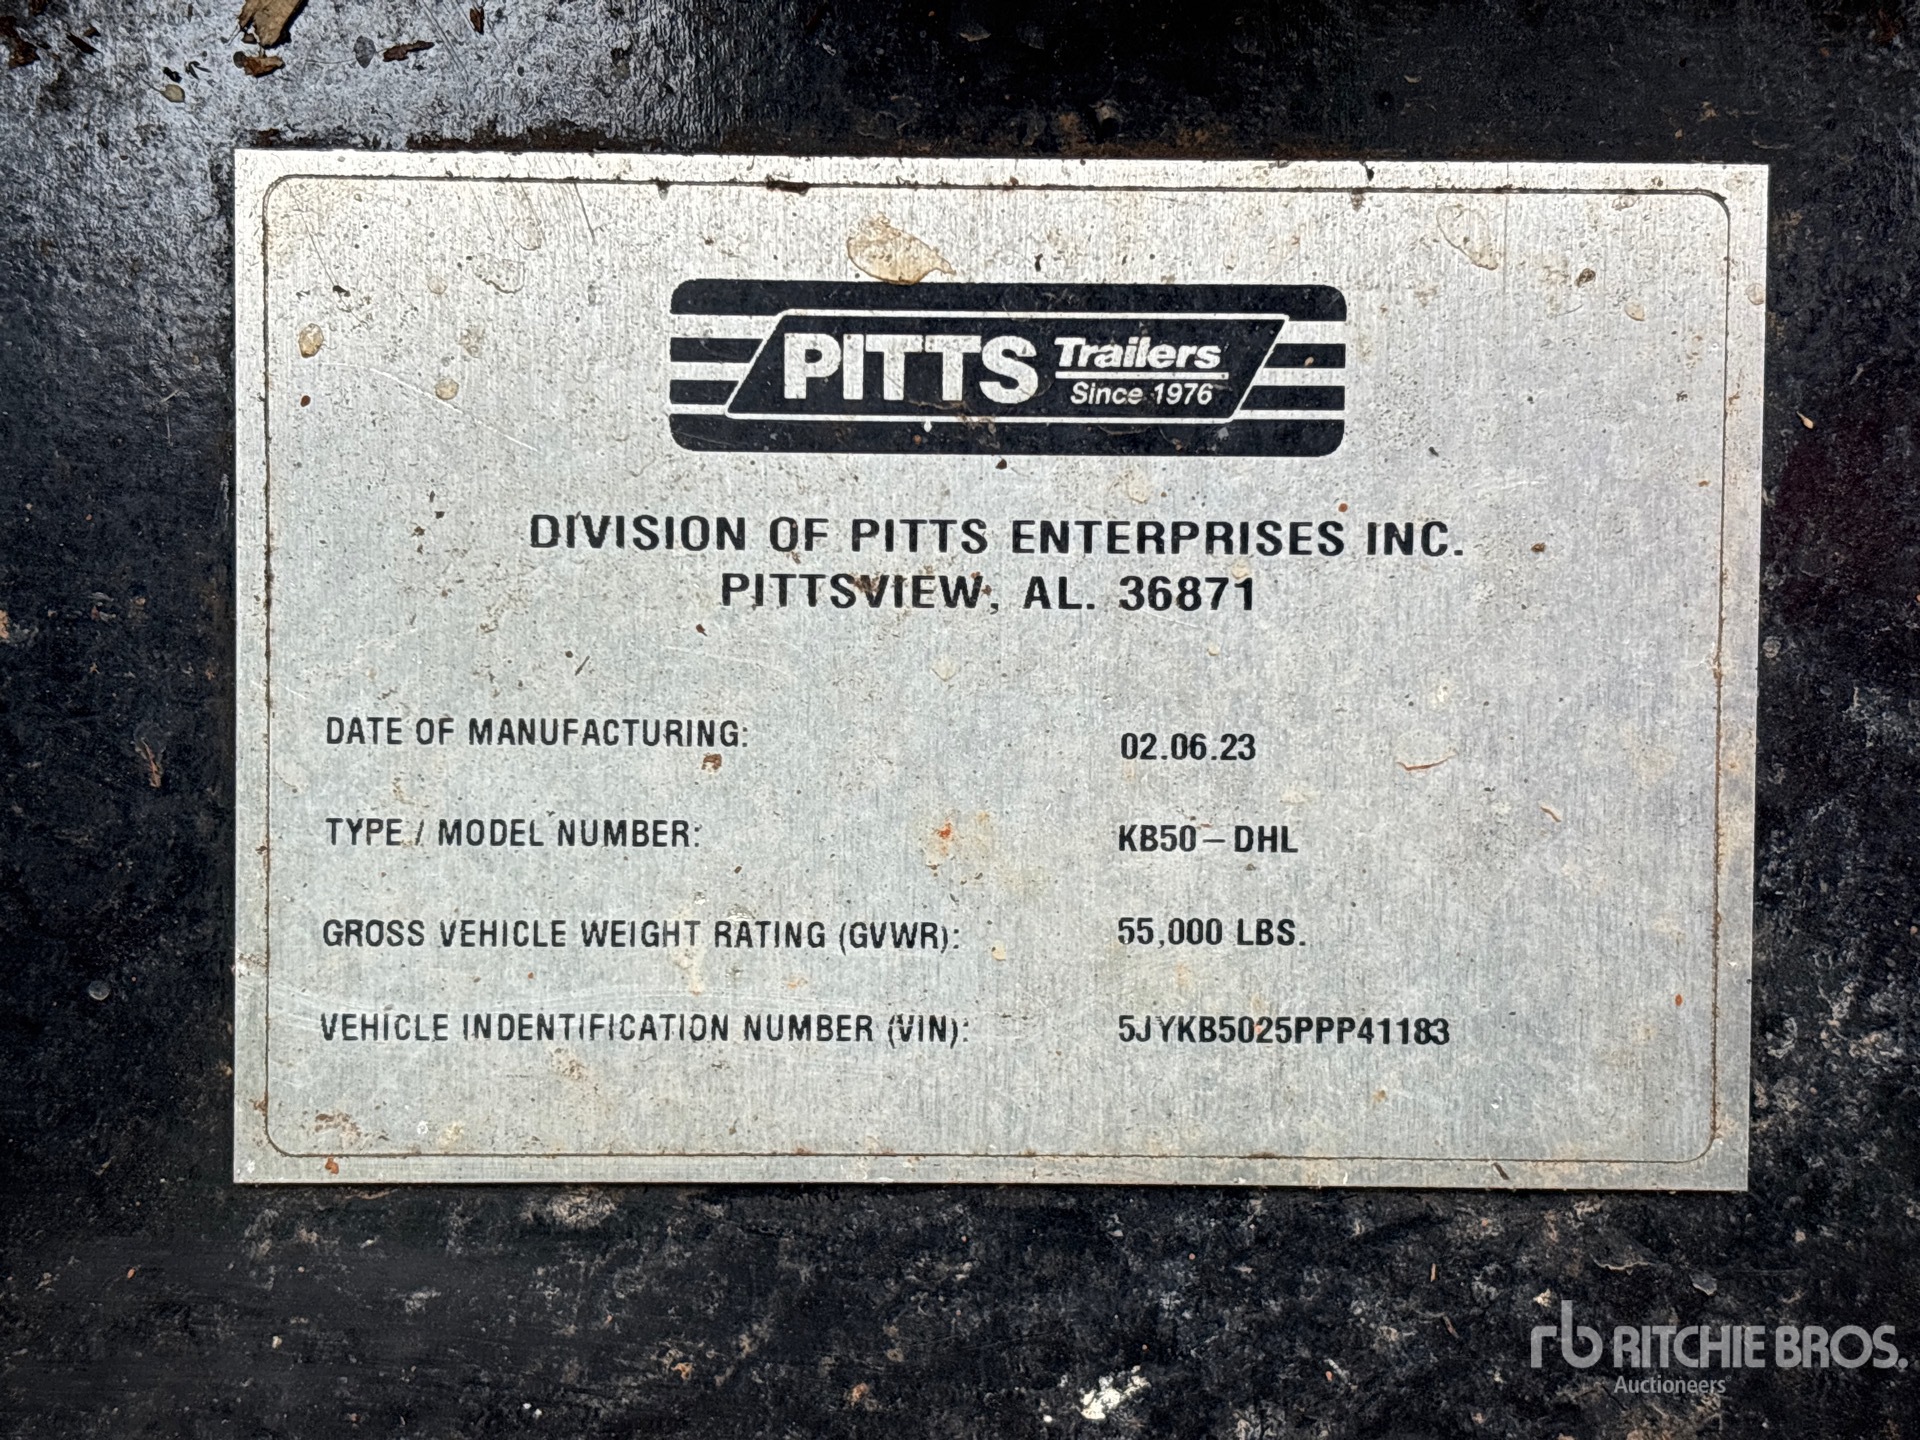 PITTS Trailers
Since 1976
DIVISION OF PITTS ENTERPRISES INC.
PITTSVIEW, AL. 36871
DATE OF MANUFACTURING: 02.06.23
TYPE / MODEL NUMBER: KB50 – DHL
GROSS VEHICLE WEIGHT RATING (GVWR): 55,000 LBS.
VEHICLE INDENTIFICATION NUMBER (VIN): 5JYKB5025PPP41183
rb RITCHIE BROS.
Auctioneers